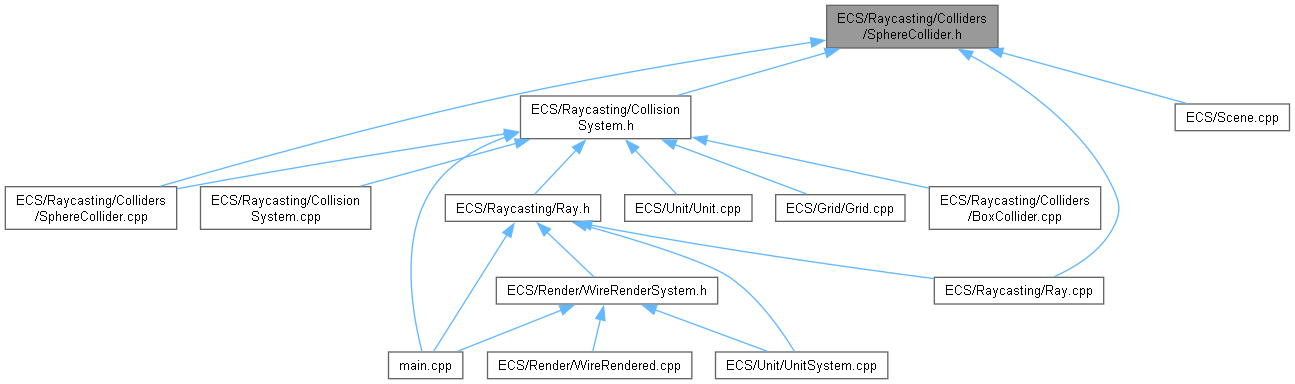 ECS/Raycasting/Colliders
/SphereCollider.h
ECS/Raycasting/Collision
System.h
ECS/Scene.cpp
ECS/Raycasting/Colliders
/SphereCollider.cpp
ECS/Raycasting/Collision
System.cpp
ECS/Raycasting/Ray.h
ECS/Unit/Unit.cpp
ECS/Grid/Grid.cpp
ECS/Raycasting/Colliders
/BoxCollider.cpp
ECS/Render/WireRenderSystem.h
ECS/Raycasting/Ray.cpp
main.cpp
ECS/Render/WireRendered.cpp
ECS/Unit/UnitSystem.cpp